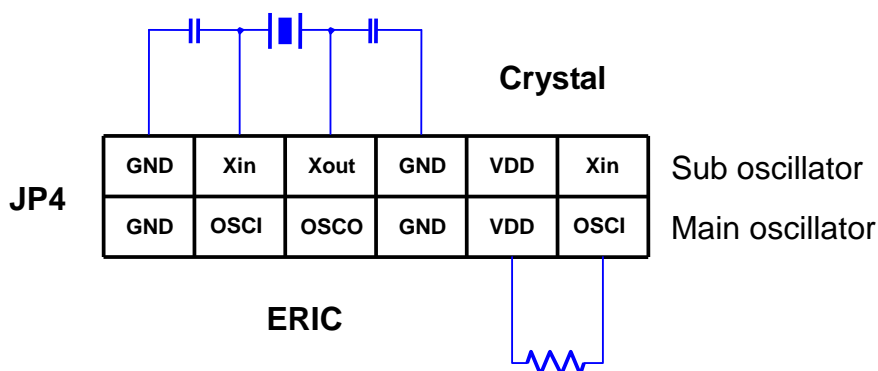 Crystal
GND Xin Xout GND VDD Xin Sub oscillator
JP4
GND OSCI OSCO GND VDD OSCI Main oscillator
ERIC